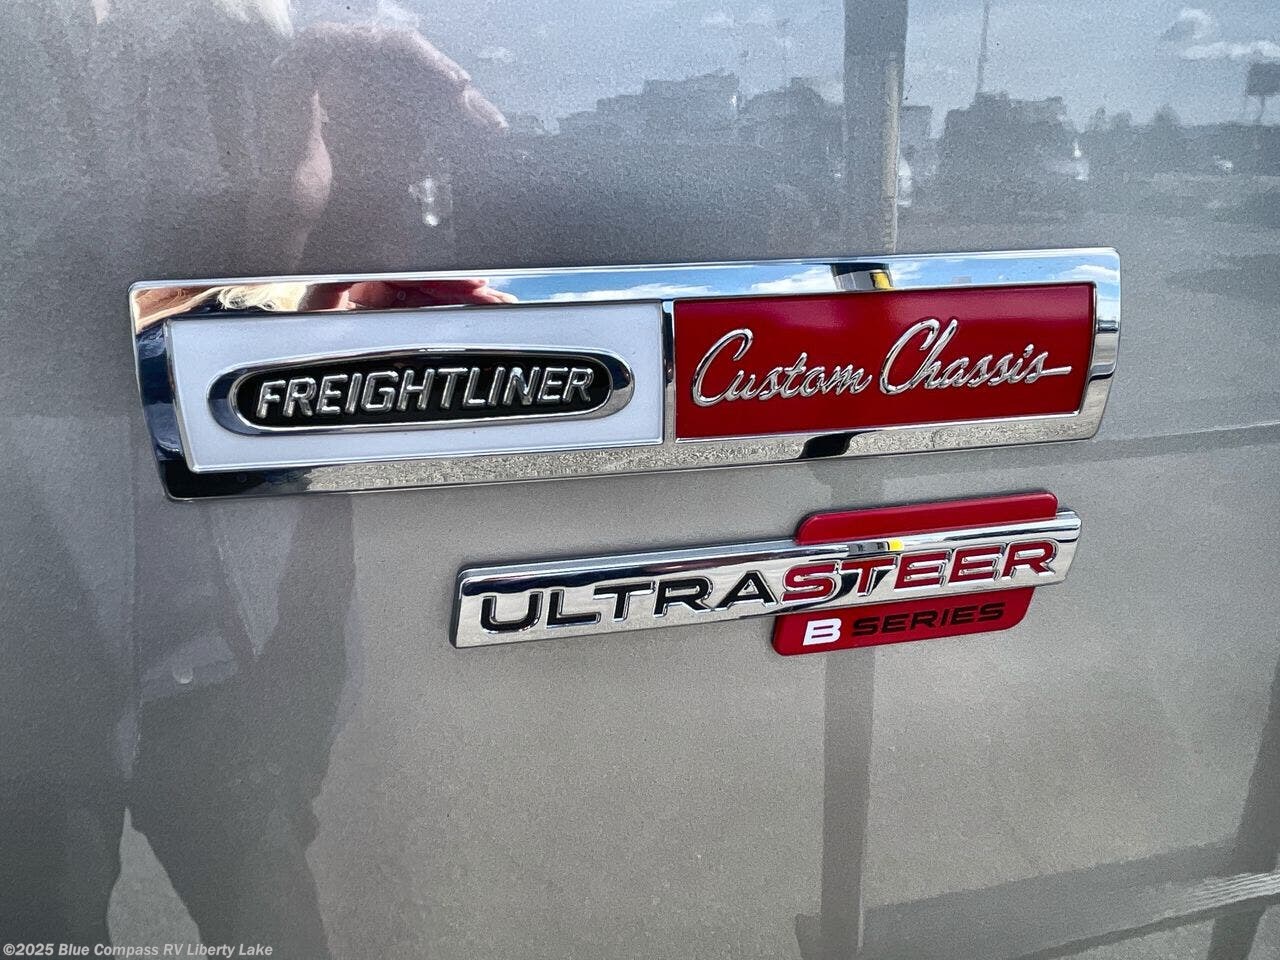 FREIGHTLINER Custom Chassis
ULTRASTEER
B SERIES
©2025 Blue Compass RV Liberty Lake